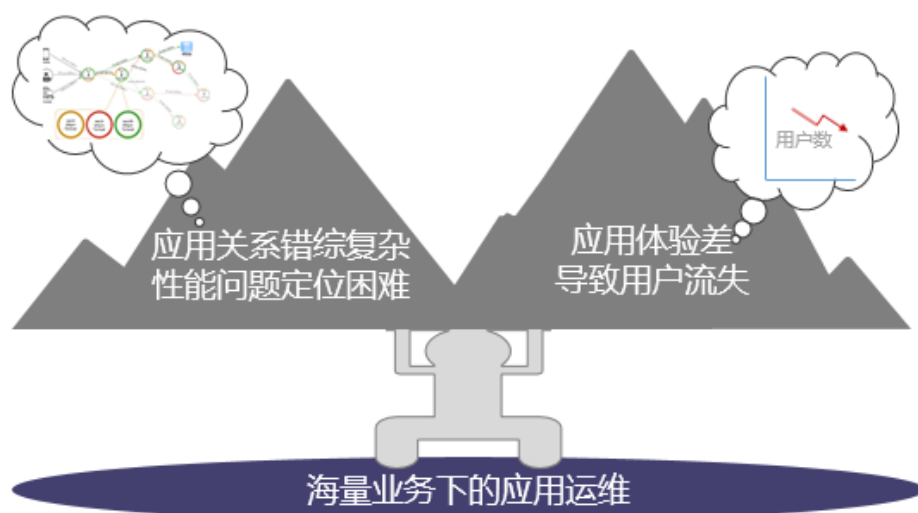 应用关系错综复杂
性能问题定位困难
用户数
应用体验差
导致用户流失
海量业务下的应用运维